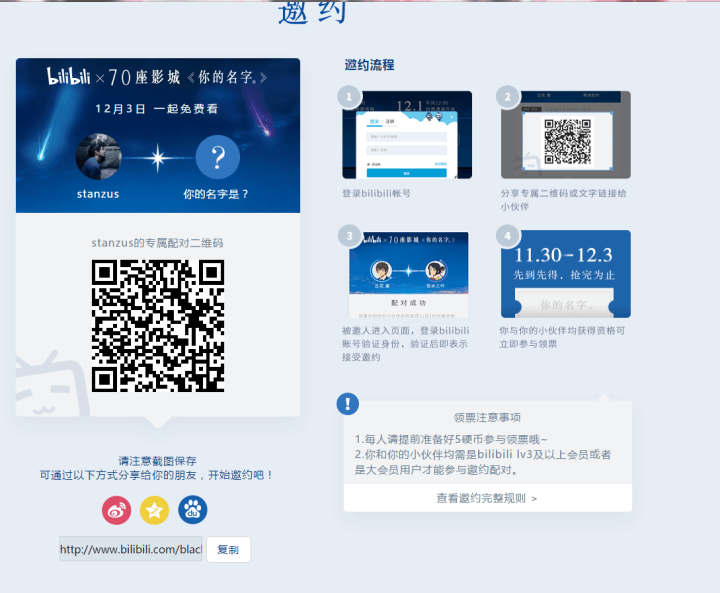 邀约
bilibili × 70座影城《你的名字。》
12月3日 一起免费看
stanzus
你的名字是？
stanzus的专属配对二维码
请注意截图保存
可通过以下方式分享给你的朋友，开始邀约吧！
du
http://www.bilibili.com/blac
复制
邀约流程
1
12.1
登录bilibili帐号
2
分享专属二维码或文字链接给
小伙伴
3
bilibili × 70座影城《你的名字。》
配对成功
被邀人进入页面，登录bilibili
账号验证身份，验证后即表示
接受邀约
4
11.30-12.3
先到先得，抢完为止
你的名字。
你与你的小伙伴均获得资格可
立即参与领票
!
领票注意事项
1.每人请提前准备好5硬币参与领票哦~
2.你和你的小伙伴均需是bilibili lv3及以上会员或者
是大会员用户才能参与邀约配对。
查看邀约完整规则 >